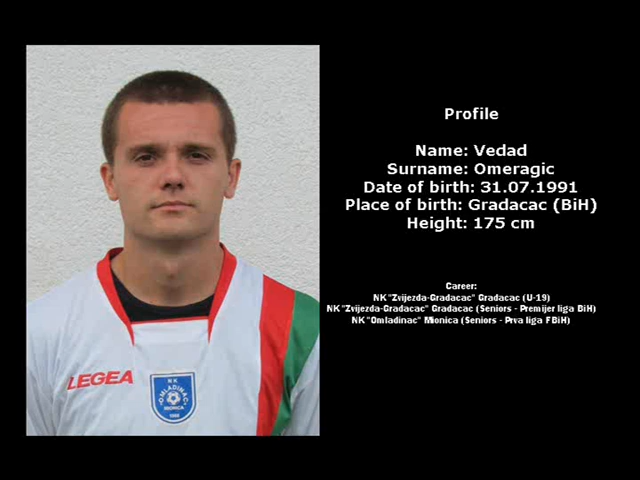 Profile
Name: Vedad
Surname: Omeragic
Date of birth: 31.07.1991
Place of birth: Gradacac (BiH)
Height: 175 cm
Career:
NK "Zvijezda-Gradacac" Gradacac (U-19)
NK "Zvijezda-Gradacac" Gradacac (Seniors - Premijer liga BiH)
NK "Omladinac" Mionica (Seniors - Prva liga FBiH)
LEGEA
NK
OMLADINAC
MIONICA